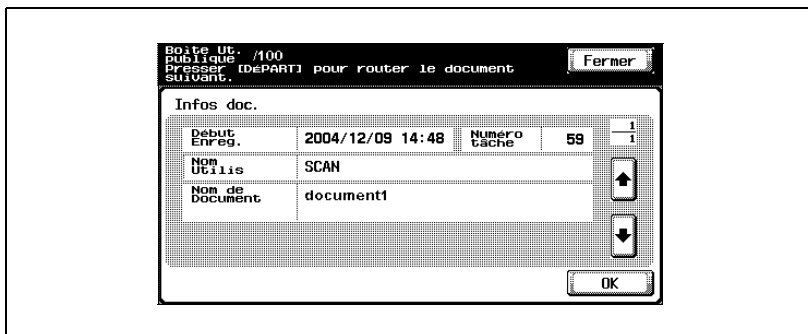 Boîte Ut.
publique /100
Presser [DéPART] pour router le document
suivant.
Fermer
Infos doc.
Début
Enreg.
2004/12/09 14:48
Numéro
tâche
59
1
1
Nom
Utilis
SCAN
Nom de
Document
document1
OK